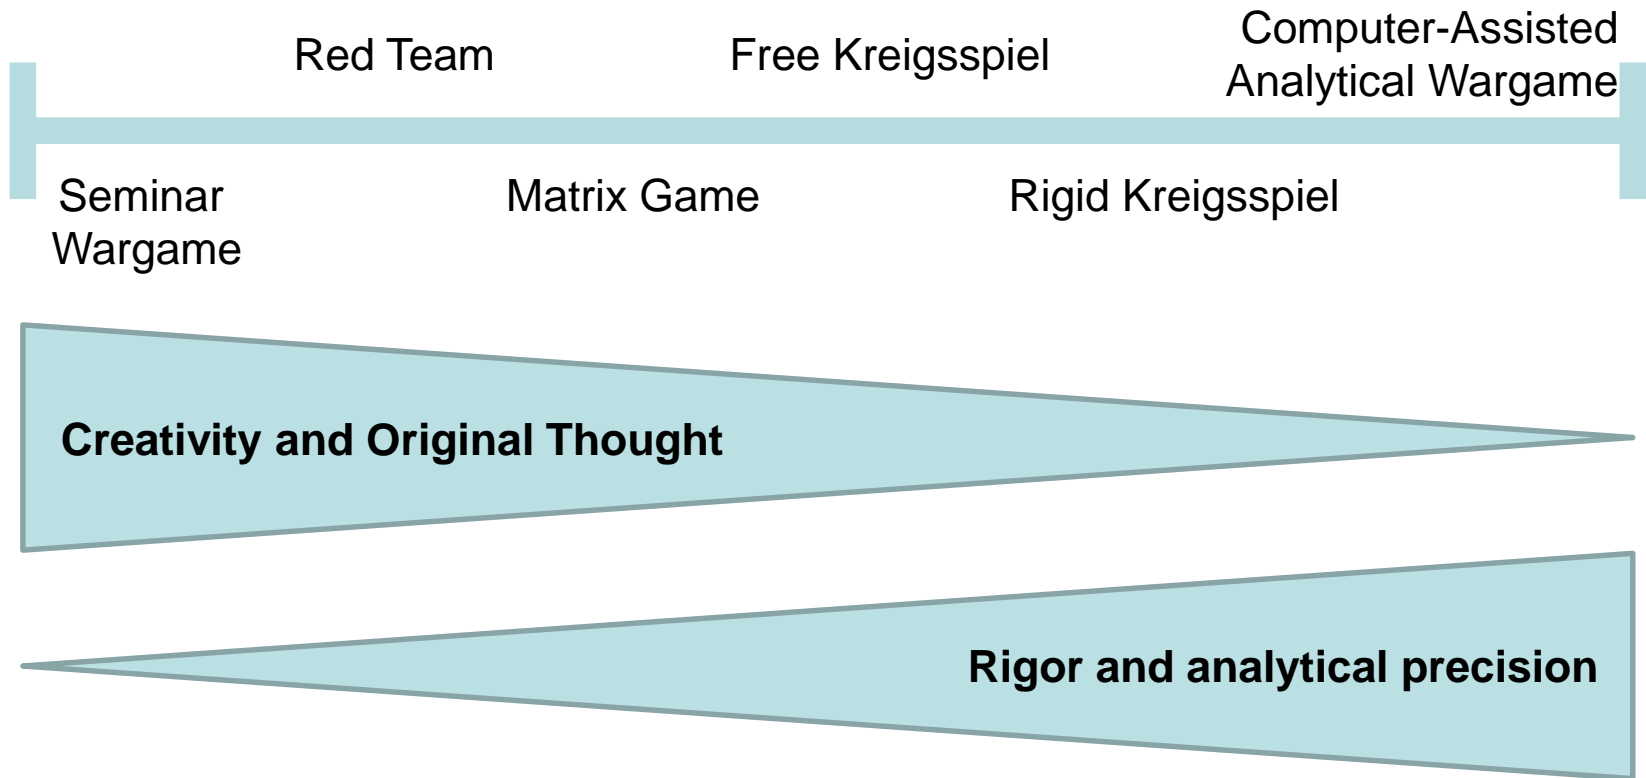 Red Team
Free Kreigsspiel
Computer-Assisted
Analytical Wargame
Seminar
Wargame
Matrix Game
Rigid Kreigsspiel
Creativity and Original Thought
Rigor and analytical precision